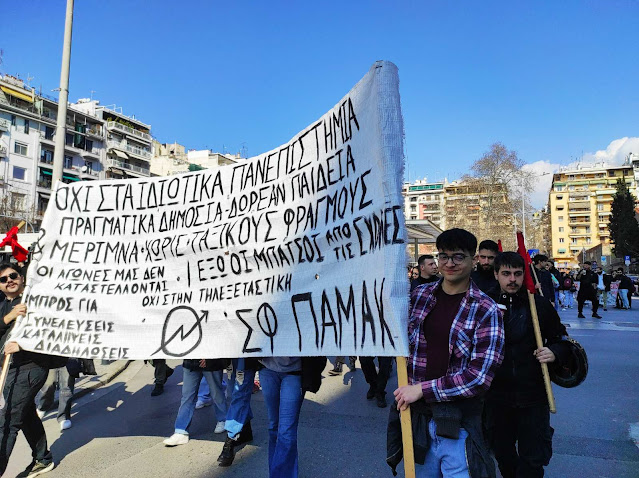 ΟΧΙ ΣΤΑ ΙΔΙΩΤΙΚΑ ΠΑΝΕΠΙΣΤΗΜΙΑ
ΠΡΑΓΜΑΤΙΚΑ ΔΗΜΟΣΙΑ-ΔΩΡΕΑΝ ΠΑΙΔΕΙΑ
ΜΕΡΙΜΝΑ·ΧΩΡΙΣ·ΤΑΞΙΚΟΥΣ ΦΡΑΓΜΟΥΣ
ΟΙ ΑΓΩΝΕΣ ΜΑΣ ΔΕΝ
ΚΑΤΑΣΤΕΛΛΟΝΤΑΙ
! ΕΞΩ ΟΙ ΜΠΑΤΣΟΙ ΑΠΟ ΤΙΣ ΣΧΟΛΕΣ
ΟΧΙ ΣΤΗΝ ΤΗΛΕΞΕΤΑΣΤΙΚΗ
ΜΠΡΟΣ ΓΙΑ
ΣΥΝΕΛΕΥΣΕΙΣ
ΚΑΤΑΛΗΨΕΙΣ
ΔΙΑΔΗΛΩΣΕΙΣ
ΣΦ ΠΑΜΑΚ